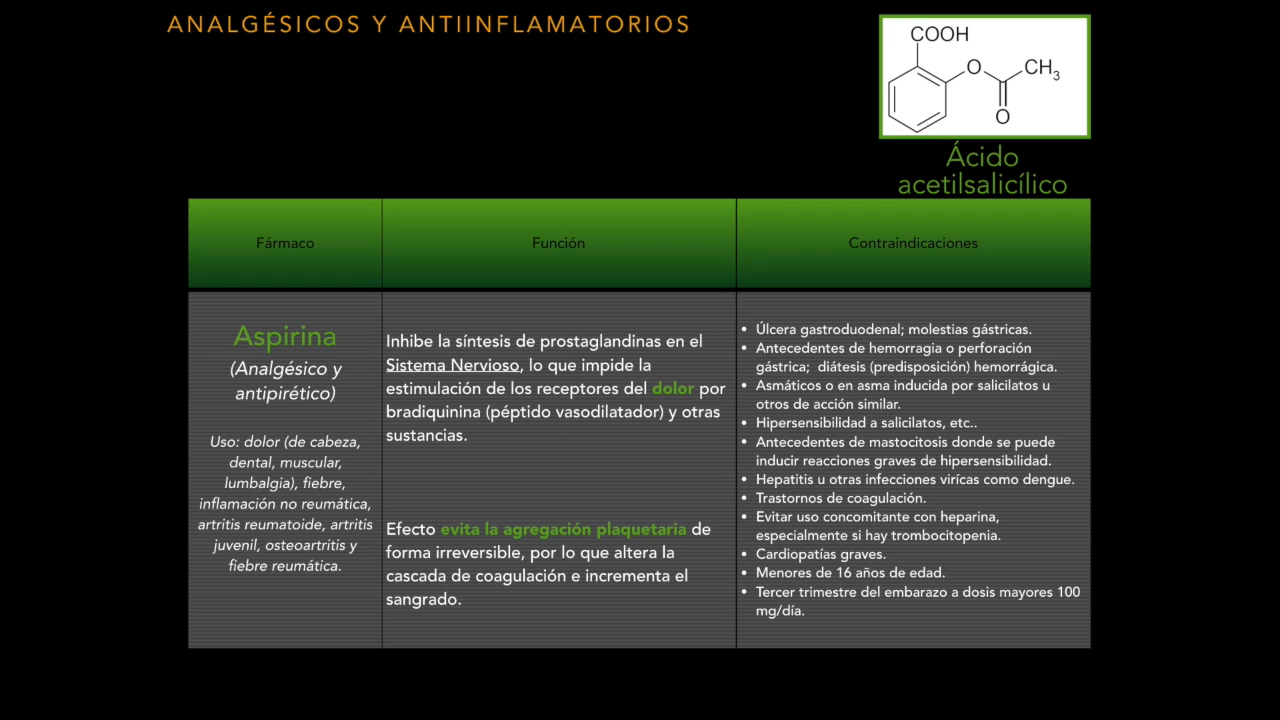 ANALGÉSICOS Y ANTIINFLAMATORIOS
COOH
O
CH3
O
Ácido
acetilsalicílico
Fármaco
Función
Contraindicaciones
Aspirina
(Analgésico y
antipirético)
Uso: dolor (de cabeza,
dental, muscular,
lumbalgia), fiebre,
inflamación no reumática,
artritis reumatoide, artritis
juvenil, osteoartritis y
fiebre reumática.
Inhibe la síntesis de prostaglandinas en el
Sistema Nervioso, lo que impide la
estimulación de los receptores del dolor por
bradiquinina (péptido vasodilatador) y otras
sustancias.
Efecto evita la agregación plaquetaria de
forma irreversible, por lo que altera la
cascada de coagulación e incrementa el
sangrado.
• Úlcera gastroduodenal; molestias gástricas.
• Antecedentes de hemorragia o perforación
gástrica; diátesis (predisposición) hemorrágica.
• Asmáticos o en asma inducida por salicilatos u
otros de acción similar.
• Hipersensibilidad a salicilatos, etc..
• Antecedentes de mastocitosis donde se puede
inducir reacciones graves de hipersensibilidad.
• Hepatitis u otras infecciones virícas como dengue.
• Trastornos de coagulación.
• Evitar uso concomitante con heparina,
especialmente si hay trombocitopenia.
• Cardiopatías graves.
• Menores de 16 años de edad.
• Tercer trimestre del embarazo a dosis mayores 100
mg/día.